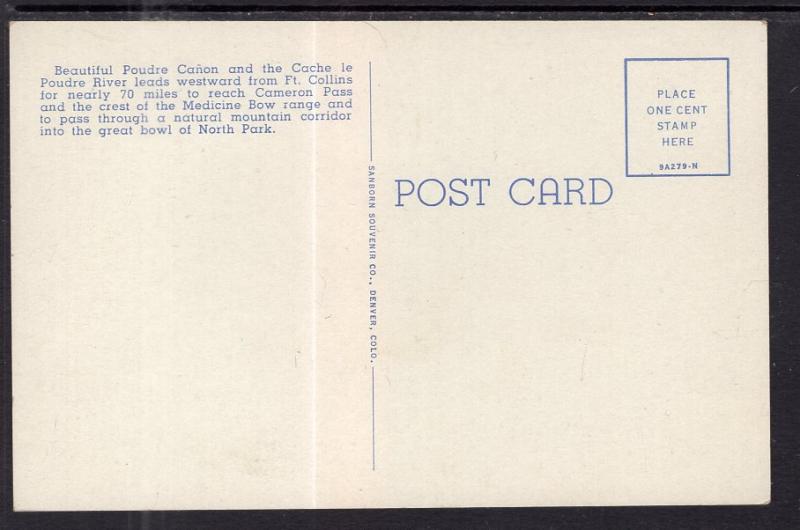 Beautiful Poudre Cañon and the Cache le
Poudre River leads westward from Ft. Collins
for nearly 70 miles to reach Cameron Pass
and the crest of the Medicine Bow range and
to pass through a natural mountain corridor
into the great bowl of North Park.
SANBORN SOUVENIR CO., DENVER, COLO.
POST CARD
PLACE
ONE CENT
STAMP
HERE
9A279-N